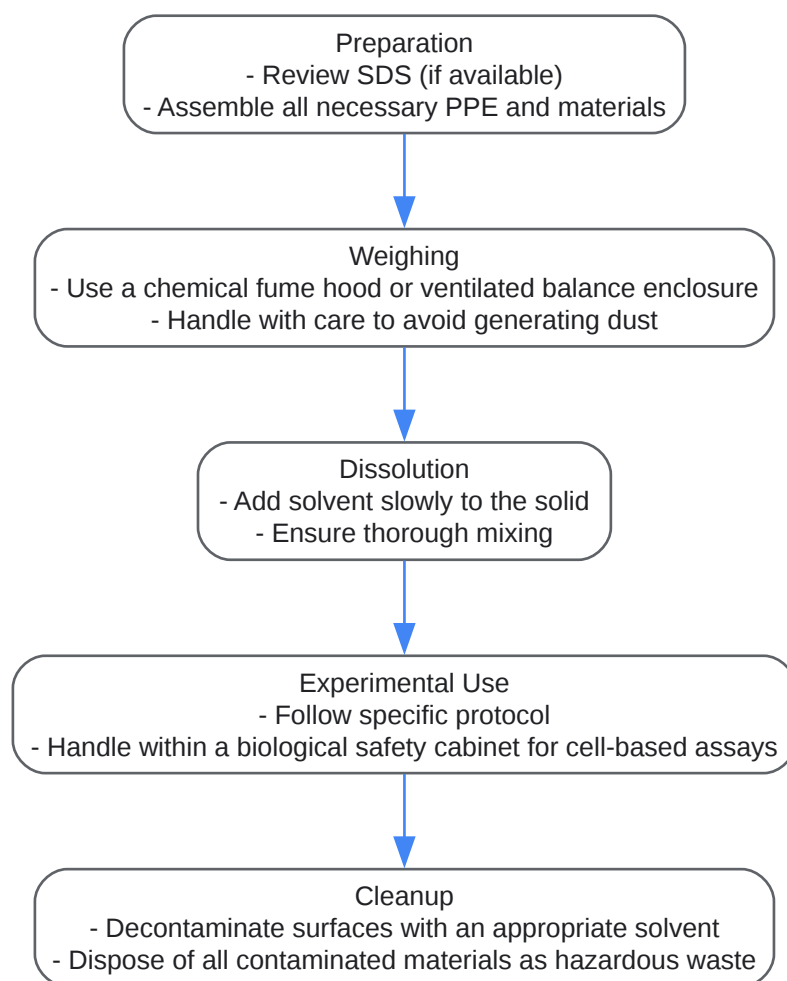 Preparation
- Review SDS (if available)
- Assemble all necessary PPE and materials
Weighing
- Use a chemical fume hood or ventilated balance enclosure
- Handle with care to avoid generating dust
Dissolution
- Add solvent slowly to the solid
- Ensure thorough mixing
Experimental Use
- Follow specific protocol
- Handle within a biological safety cabinet for cell-based assays
Cleanup
- Decontaminate surfaces with an appropriate solvent
- Dispose of all contaminated materials as hazardous waste